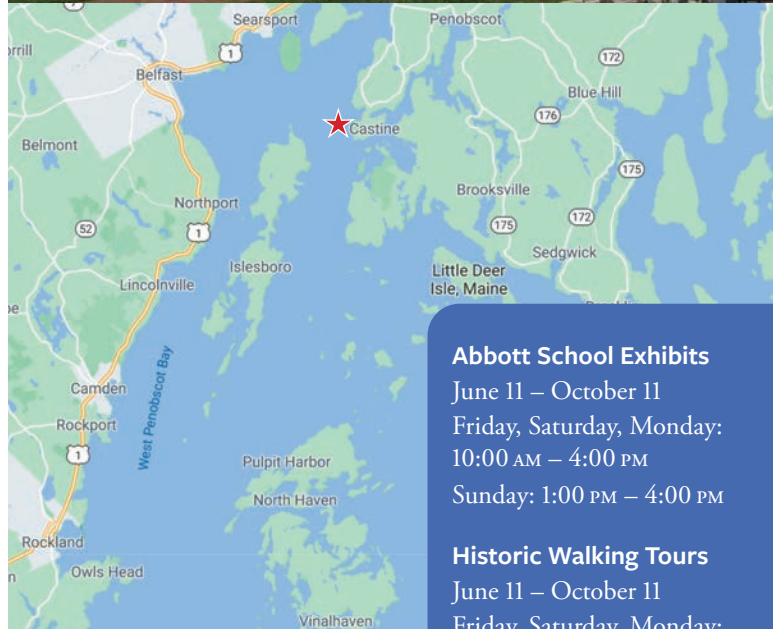 Searsport
Penobscot
1
172
Belfast
Blue Hill
176
Castine
Belmont
175
Brooksville
Northport
52
1
175
172
Sedgwick
Islesboro
Little Deer
Isle, Maine
Lincolnville
West Penobscot Bay
Camden
Rockport
1
Pulpit Harbor
North Haven
Rockland
Owls Head
Vinalhaven
Abbott School Exhibits
June 11 – October 11
Friday, Saturday, Monday:
10:00 AM – 4:00 PM
Sunday: 1:00 PM – 4:00 PM
Historic Walking Tours
June 11 – October 11
Friday, Saturday, Monday: